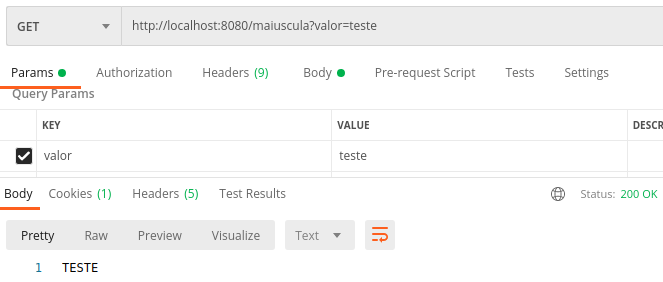 GET http://localhost:8080/maiuscula?valor=teste
Params Authorization Headers (9) Body Pre-request Script Tests Settings
Query Params
KEY VALUE DESCR
valor teste
Body Cookies (1) Headers (5) Test Results Status: 200 OK
Pretty Raw Preview Visualize Text
1 TESTE